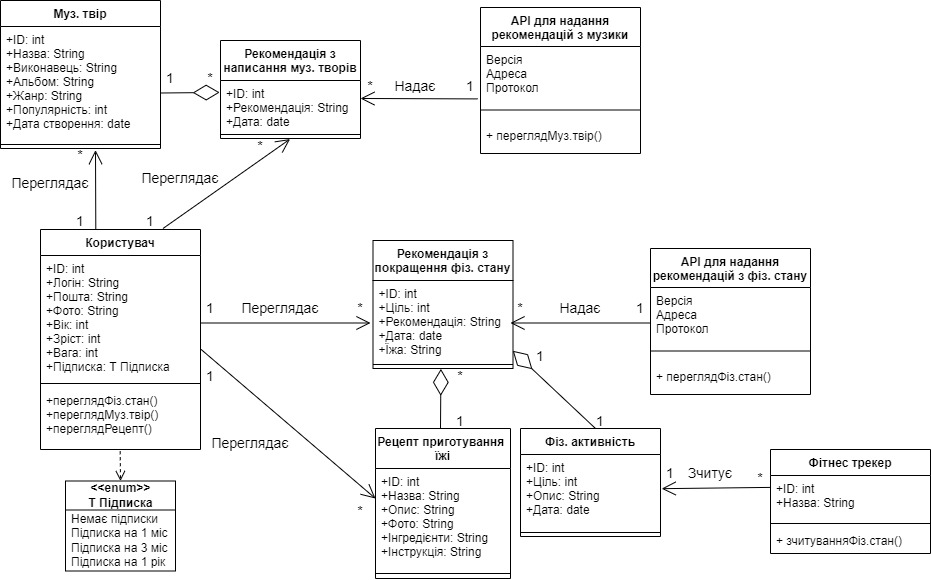 Муз. твір
+ID: int
+Назва: String
+Виконавець: String
+Альбом: String
+Жанр: String
+Популярність: int
+Дата створення: date
1
*
Рекомендація з
написання муз. творів
+ID: int
+Рекомендація: String
+Дата: date
*
Надає
1
АРІ для надання
рекомендацій з музики
Версія
Адреса
Протокол
+ переглядМуз.твір()
*
Переглядає
1
*
Переглядає
1
Користувач
+ID: int
+Логін: String
+Пошта: String
+Фото: String
+Вік: int
+Зріст: int
+Вага: int
+Підписка: Т Підписка
+переглядФіз.стан()
+переглядМуз.твір()
+переглядРецепт()
1
Переглядає
*
Рекомендація з
покращення фіз. стану
+ID: int
+Ціль: int
+Рекомендація: String
+Дата: date
+Їжа: String
*
Надає
1
АРІ для надання
рекомендацій з фіз. стану
Версія
Адреса
Протокол
+ переглядФіз.стан()
1
Переглядає
*
*
1
1
1
<<enum>>
Т Підписка
Немає підписки
Підписка на 1 міс
Підписка на 3 міс
Підписка на 1 рік
Рецепт приготування
їжі
+ID: int
+Назва: String
+Опис: String
+Фото: String
+Інгредієнти: String
+Інструкція: String
Фіз. активність
+ID: int
+Ціль: int
+Опис: String
+Дата: date
1
Зчитує
*
Фітнес трекер
+ID: int
+Назва: String
+ зчитуванняФіз.стан()